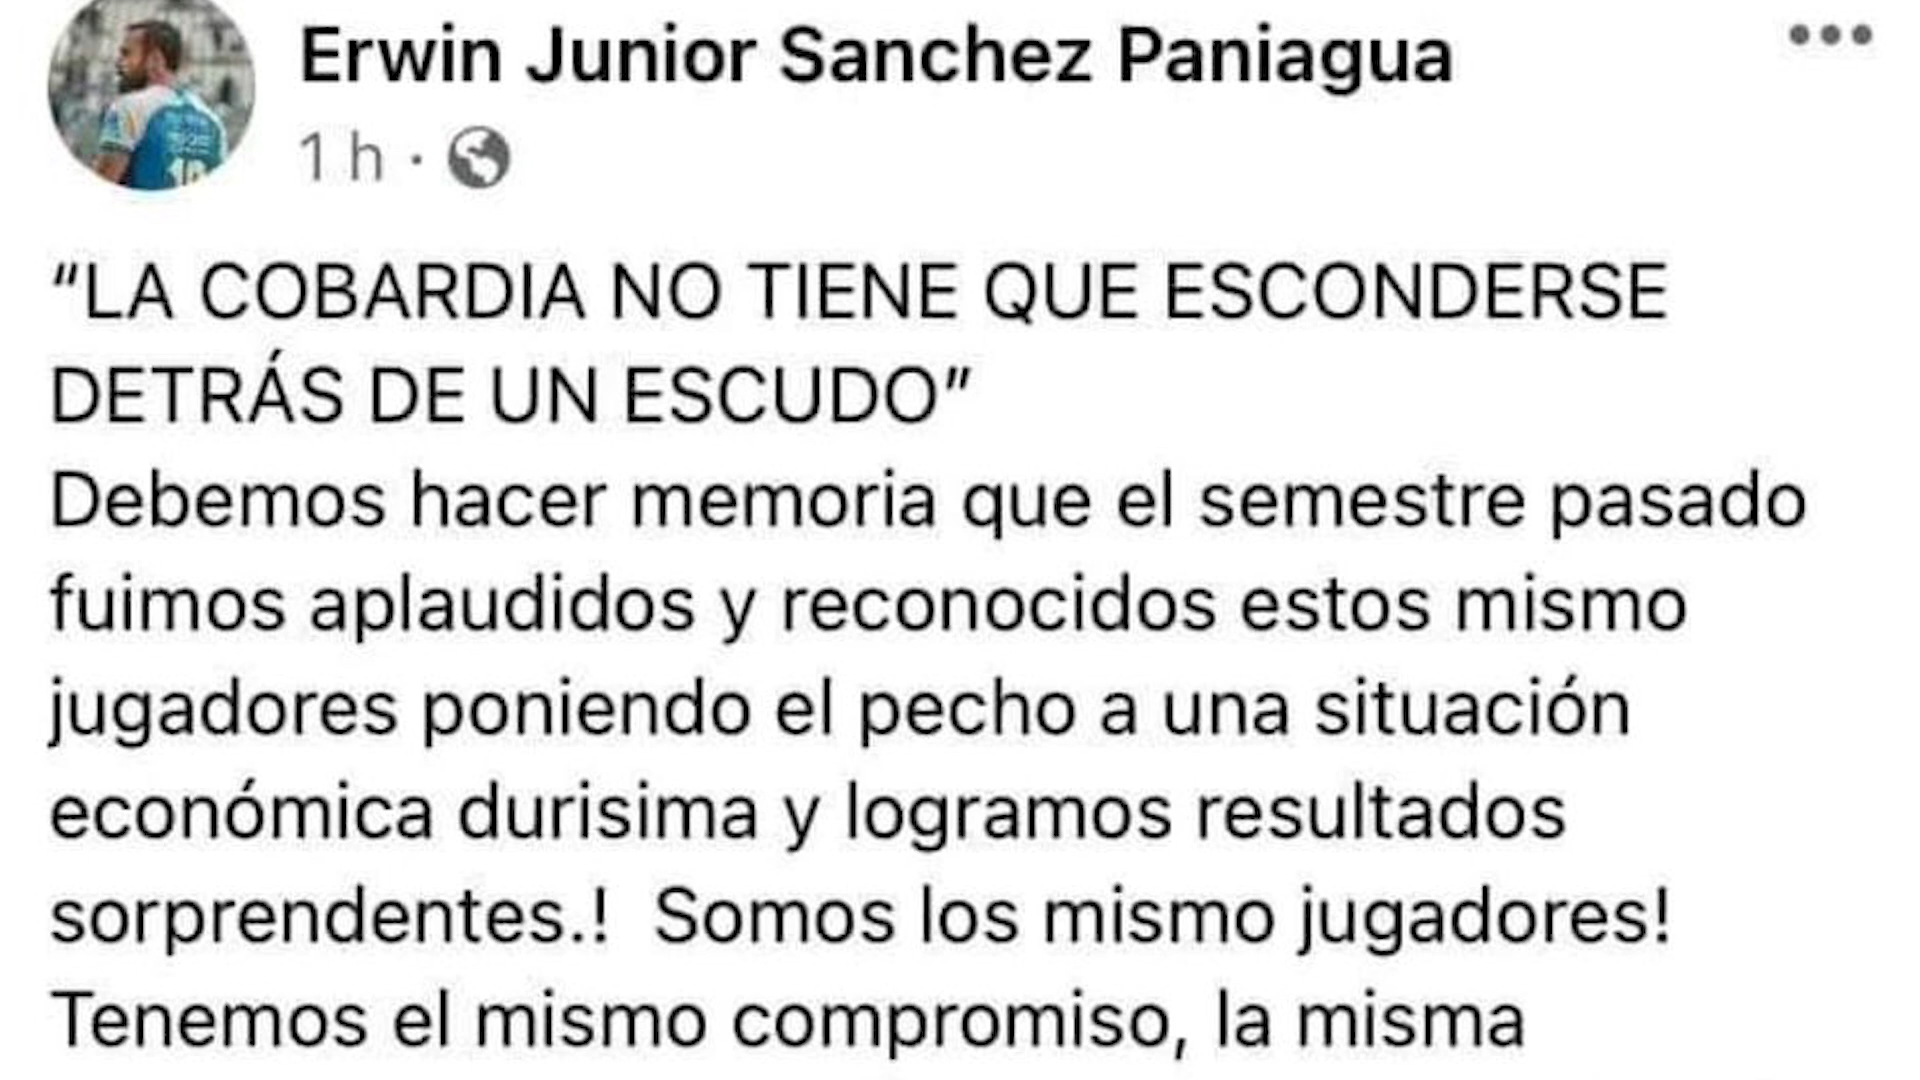 Erwin Junior Sanchez Paniagua
1 h ·
“LA COBARDIA NO TIENE QUE ESCONDERSE
DETRÁS DE UN ESCUDO”
Debemos hacer memoria que el semestre pasado
fuimos aplaudidos y reconocidos estos mismo
jugadores poniendo el pecho a una situación
económica durisima y logramos resultados
sorprendentes.! Somos los mismo jugadores!
Tenemos el mismo compromiso, la misma